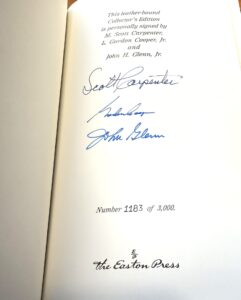 This leather-bound
Collector's Edition
is personally signed by
M. Scott Carpenter,
L. Gordon Cooper, Jr.
and
John H. Glenn, Jr.
Scott Carpenter
John Glenn
Number 1183 of 3,000.
E/P
the Easton Press